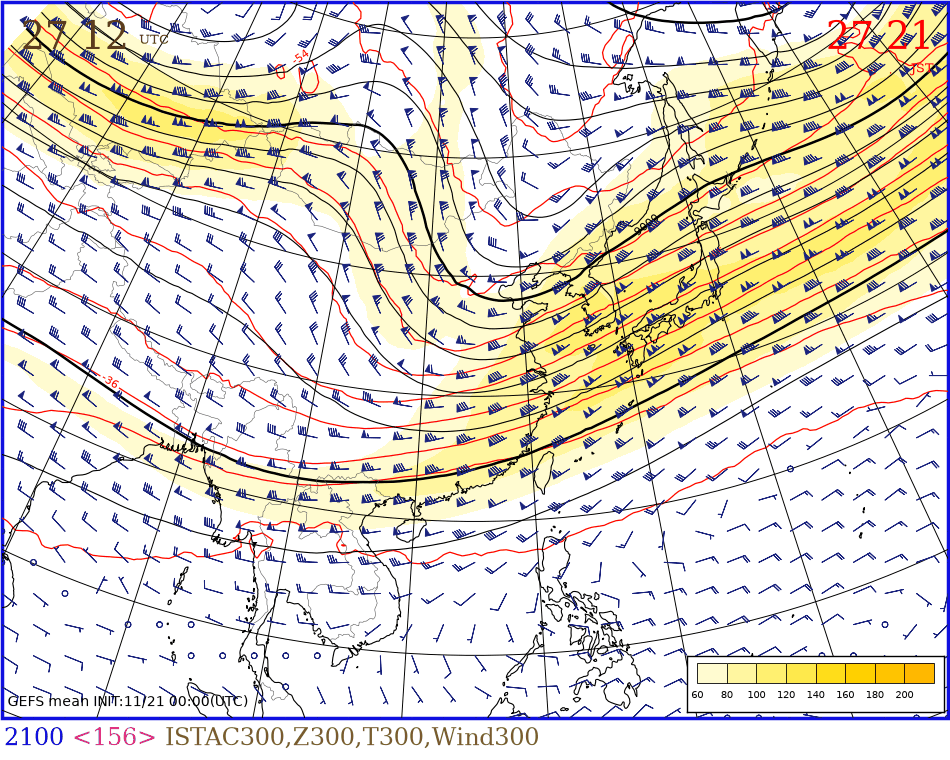 27 12 UTC
27 21 JST
-54
9000
-36
60 80 100 120 140 160 180 200
GEFS mean INIT:11/21 00:00(UTC)
2100 <156> ISTAC300,Z300,T300,Wind300